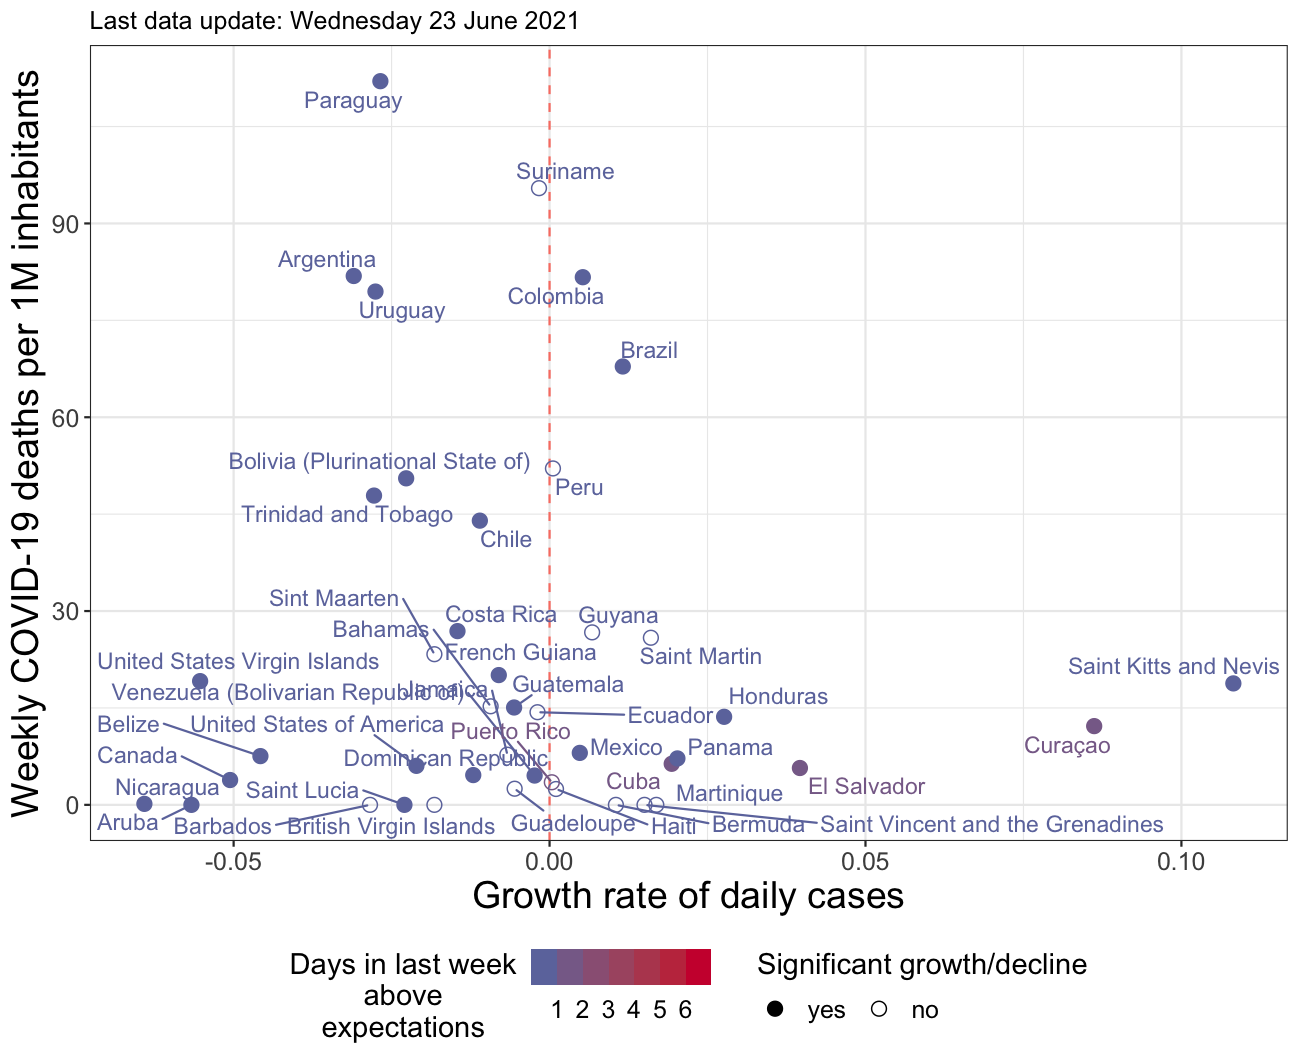 Last data update: Wednesday 23 June 2021
Weekly COVID-19 deaths per 1M inhabitants
Paraguay
Suriname
90
Argentina
Uruguay
Colombia
Brazil
60
Bolivia (Plurinational State of)
Peru
Trinidad and Tobago
Chile
30
Sint Maarten
Costa Rica
Guyana
Bahamas
French Guiana
Saint Martin
United States Virgin Islands
Saint Kitts and Nevis
Venezuela (Bolivarian Republic of)
Jamaica
Guatemala
Honduras
Belize
United States of America
Ecuador
Puerto Rico
Curaçao
Canada
Dominican Republic
Mexico
Panama
Nicaragua
Saint Lucia
Cuba
El Salvador
Martinique
0
Aruba
Barbados
British Virgin Islands
Guadeloupe
Haiti
Bermuda
Saint Vincent and the Grenadines
-0.05 0.00 0.05 0.10
Growth rate of daily cases
Days in last week
above
expectations
1 2 3 4 5 6
Significant growth/decline
yes no